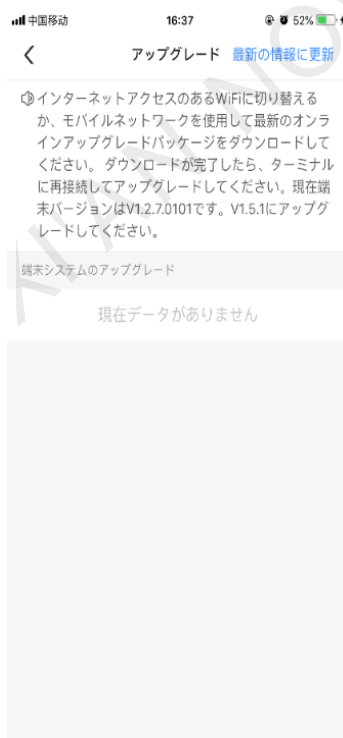 中国移动 16:37 52%
アップグレード 最新の情報に更新
インターネットアクセスのあるWiFiに切り替える
か、モバイルネットワークを使用して最新のオンラ
インアップグレードパッケージをダウンロードして
ください。 ダウンロードが完了したら、ターミナル
に再接続してアップグレードしてください。現在端
末バージョンはV1.2.7.0101です。V1.5.1にアップグ
レードしてください。
端末システムのアップグレード
現在データがありません
XI'AN NO